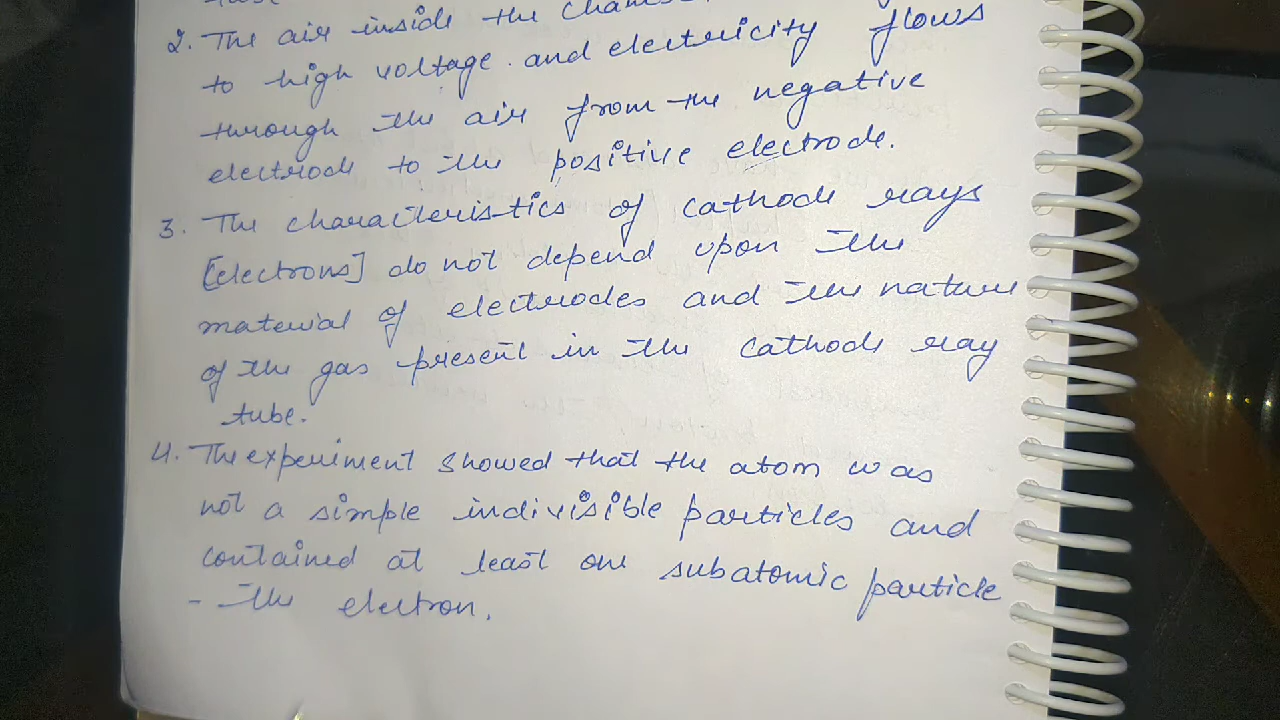 2. The air inside the
to high voltage. and electricity flows
through the air from the negative
electrode to the positive electrode.
3. The characteristics of cathode rays
[electrons] do not depend upon the
material of electrodes and the nature
of the gas present in the cathode ray
tube.
4. The experiment showed that the atom was
not a simple indivisible particles and
contained at least one subatomic particle
- the electron.